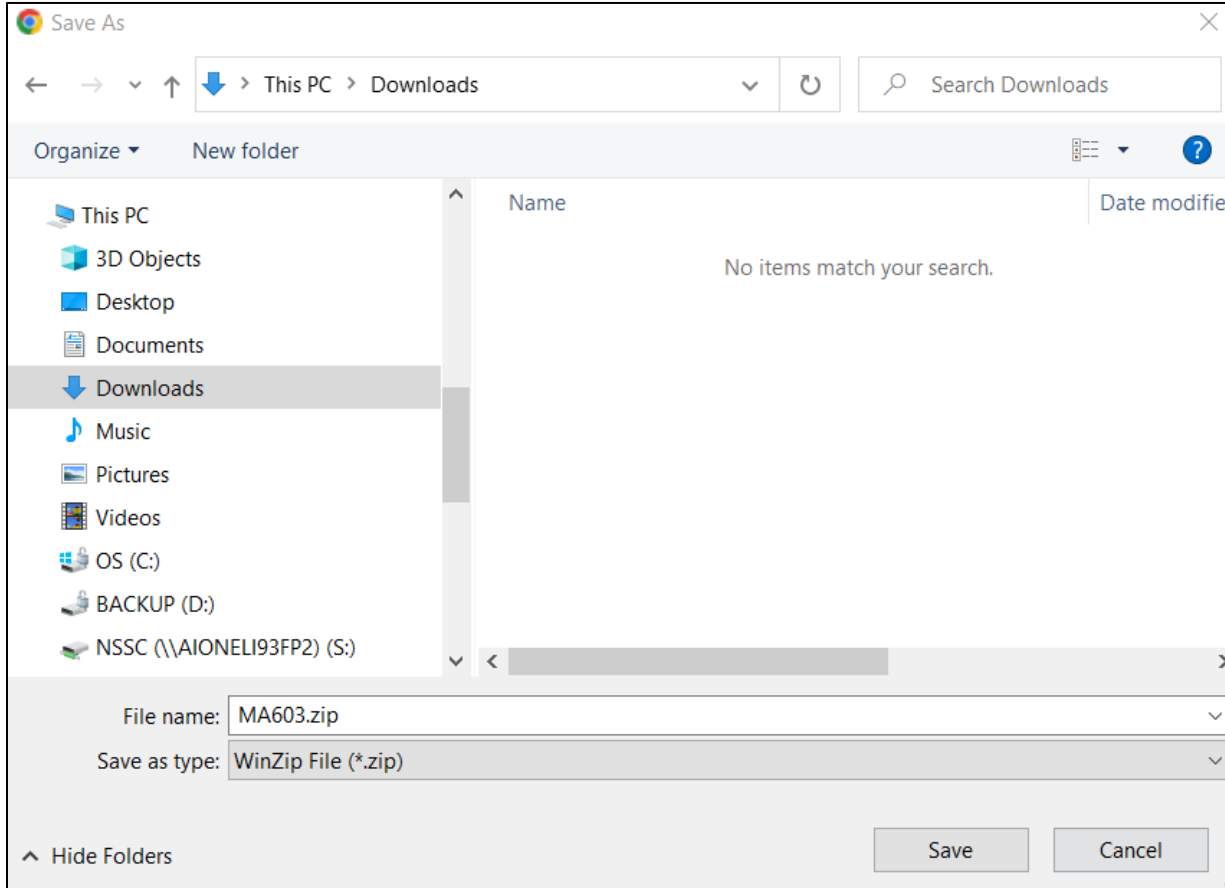 Save As
This PC > Downloads
Search Downloads
Organize
New folder
?
Name
Date modifie
No items match your search.
This PC
3D Objects
Desktop
Documents
Downloads
Music
Pictures
Videos
OS (C:)
BACKUP (D:)
NSSC (\\AIONELI93FP2) (S:)
File name: MA603.zip
Save as type: WinZip File (*.zip)
Hide Folders
Save
Cancel